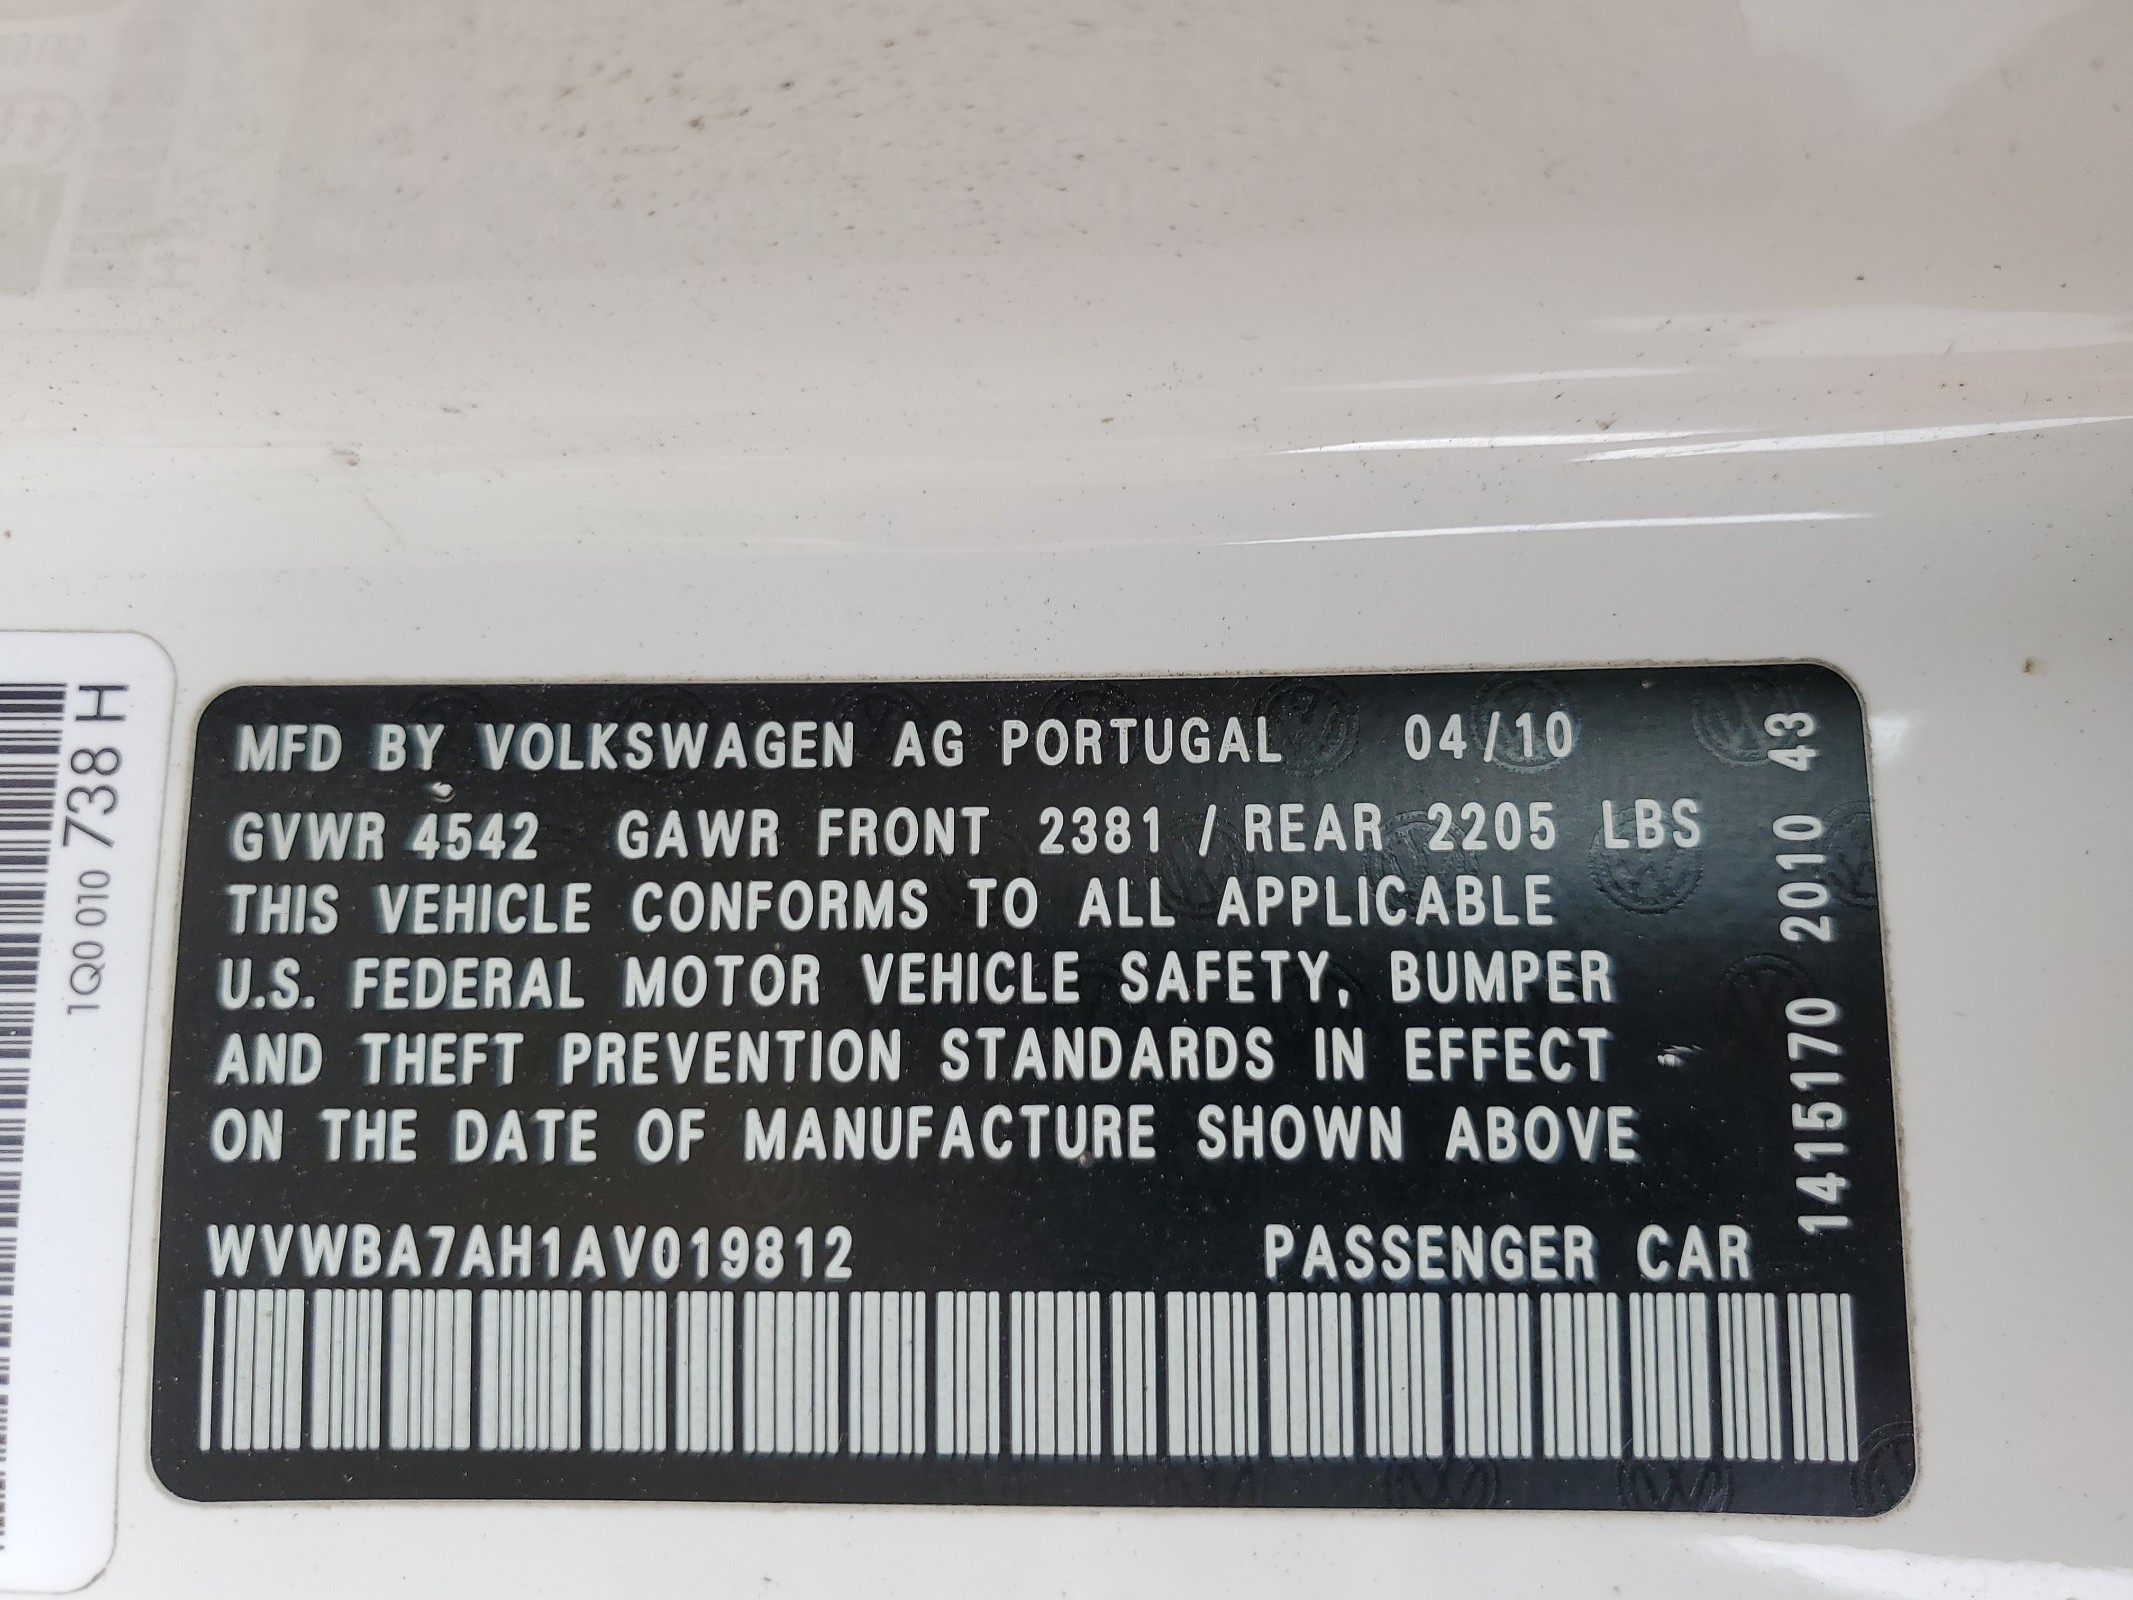 MFD BY VOLKSWAGEN AG PORTUGAL 04/10
GVWR 4542 GAWR FRONT 2381 / REAR 2205 LBS
THIS VEHICLE CONFORMS TO ALL APPLICABLE
U.S. FEDERAL MOTOR VEHICLE SAFETY, BUMPER
AND THEFT PREVENTION STANDARDS IN EFFECT
ON THE DATE OF MANUFACTURE SHOWN ABOVE
WVWBA7AH1AV019812 PASSENGER CAR
1415170 2010 43
1Q0 010 738 H